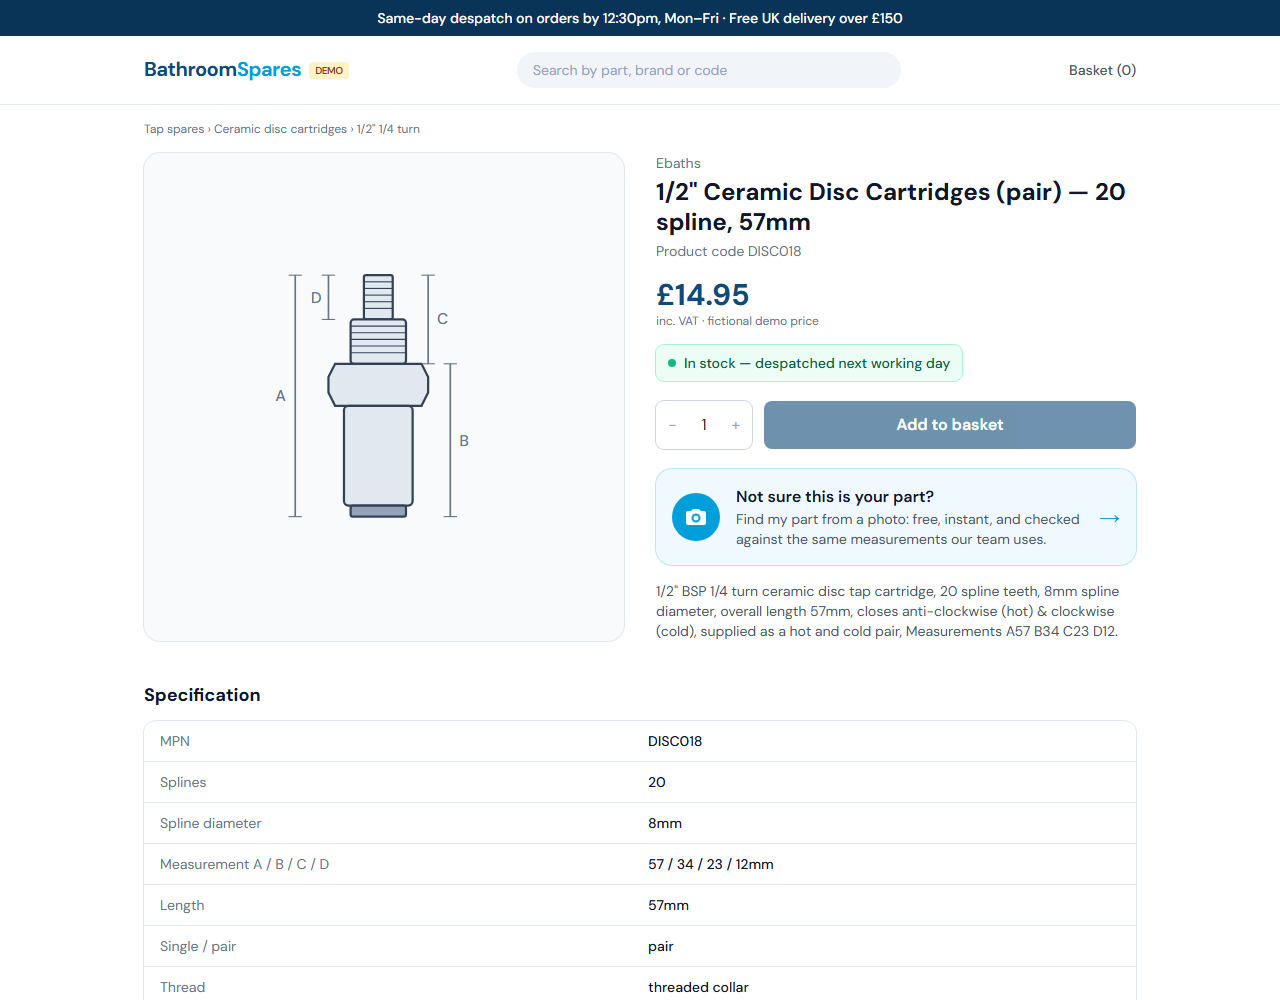 Same-day despatch on orders by 12:30pm, Mon–Fri · Free UK delivery over £150
BathroomSpares DEMO
Search by part, brand or code
Basket (0)
Tap spares › Ceramic disc cartridges › 1/2" 1/4 turn
A
D
C
B
Ebaths
1/2" Ceramic Disc Cartridges (pair) — 20
spline, 57mm
Product code DISC018
£14.95
inc. VAT · fictional demo price
In stock — despatched next working day
− 1 +
Add to basket
Not sure this is your part?
Find my part from a photo: free, instant, and checked
against the same measurements our team uses.
→
1/2" BSP 1/4 turn ceramic disc tap cartridge, 20 spline teeth, 8mm spline
diameter, overall length 57mm, closes anti-clockwise (hot) & clockwise
(cold), supplied as a hot and cold pair, Measurements A57 B34 C23 D12.
Specification
MPN DISC018
Splines 20
Spline diameter 8mm
Measurement A / B / C / D 57 / 34 / 23 / 12mm
Length 57mm
Single / pair pair
Thread threaded collar